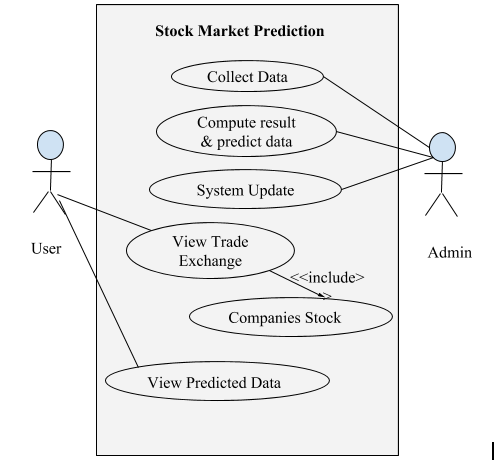 Stock Market Prediction
Collect Data
Compute result
& predict data
System Update
View Trade
Exchange
<<include>
Companies Stock
View Predicted Data
User
Admin